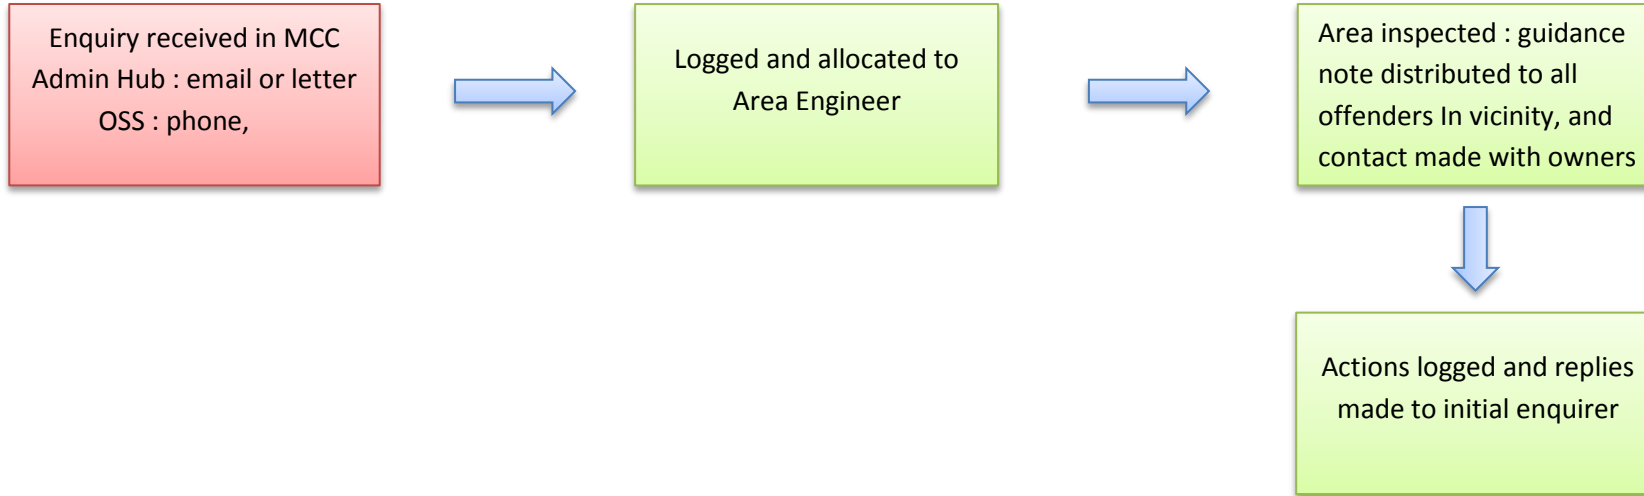 Enquiry received in MCC
Admin Hub : email or letter
OSS : phone,
Logged and allocated to
Area Engineer
Area inspected : guidance
note distributed to all
offenders In vicinity, and
contact made with owners
Actions logged and replies
made to initial enquirer